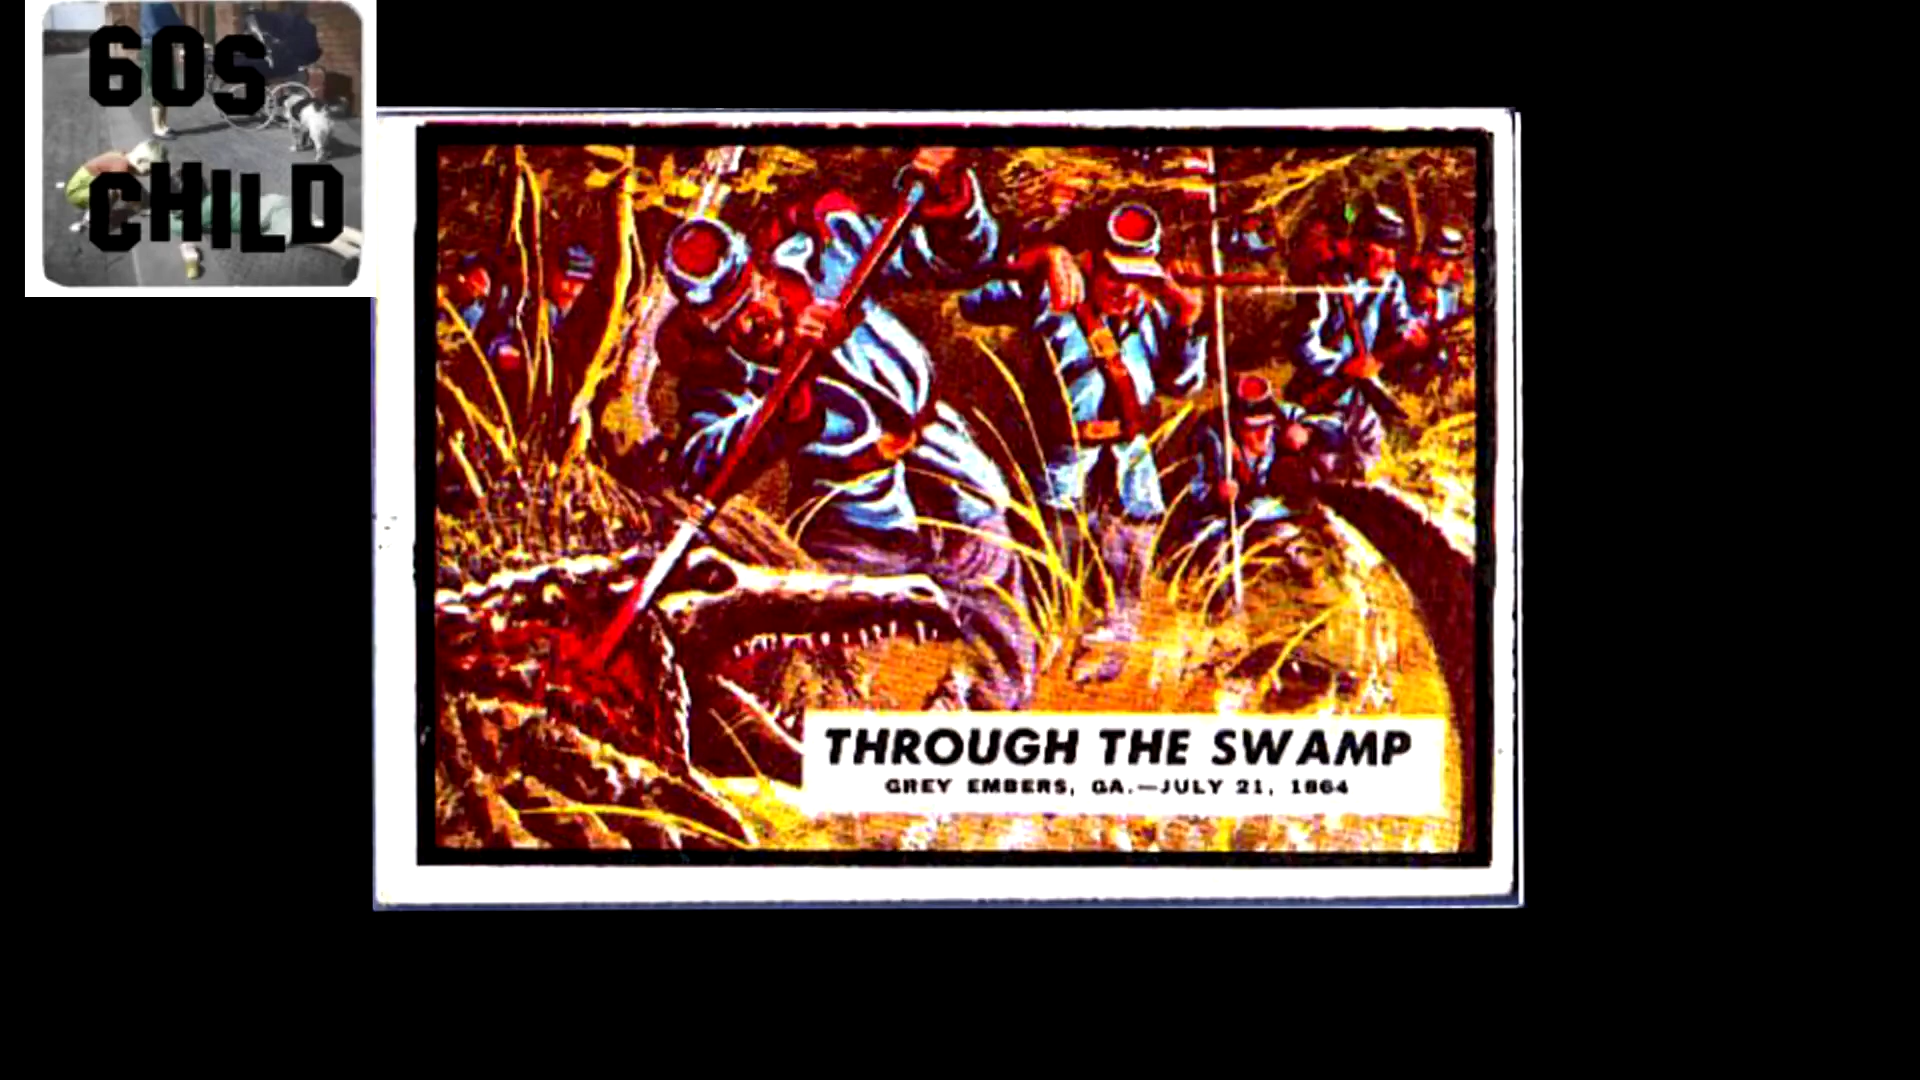 60S
CHILD
THROUGH THE SWAMP
GREY EMBERS, GA.—JULY 21, 1864